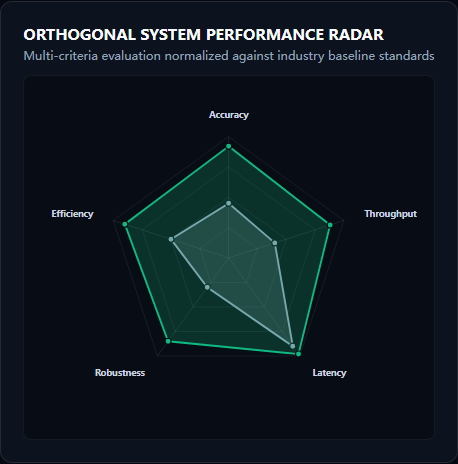 ORTHOGONAL SYSTEM PERFORMANCE RADAR
Multi-criteria evaluation normalized against industry baseline standards
Accuracy
Efficiency
Throughput
Robustness
Latency